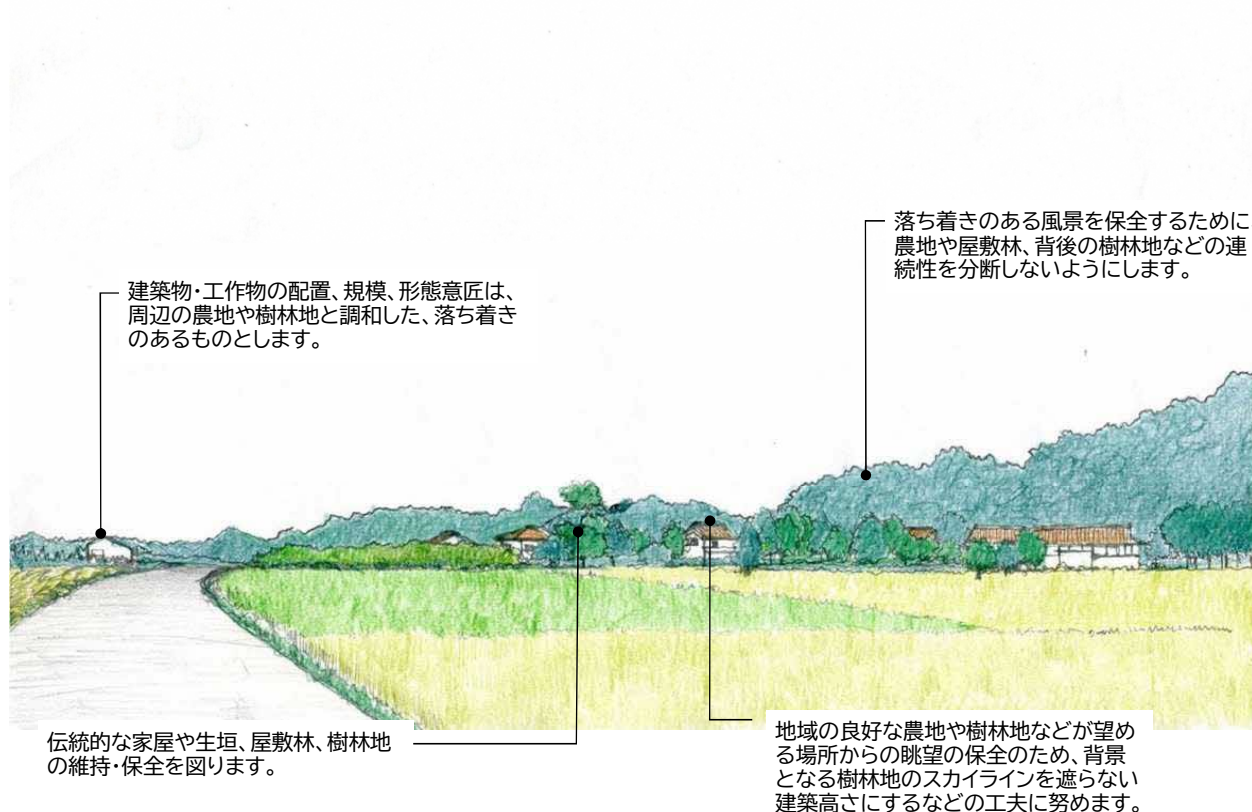 落ち着きのある風景を保全するために
農地や屋敷林、背後の樹林地などの連
続性を分断しないようにします。
建築物・工作物の配置、規模、形態意匠は、
周辺の農地や樹林地と調和した、落ち着き
のあるものとします。
伝統的な家屋や生垣、屋敷林、樹林地
の維持・保全を図ります。
地域の良好な農地や樹林地などが望め
る場所からの眺望の保全のため、背景
となる樹林地のスカイラインを遮らない
建築高さにするなどの工夫に努めます。